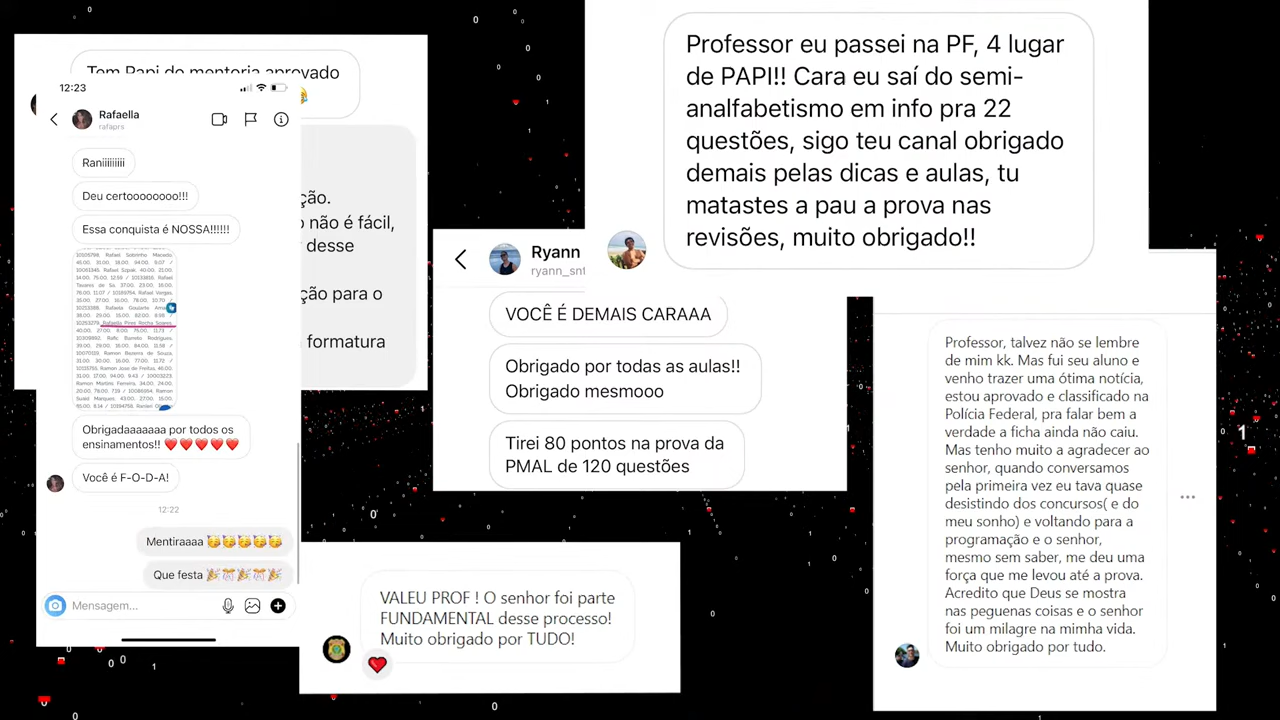 Tem Papi do mentoria aprovado
12:23
Rafaella
rafaprs
Raniiiiiiiii
Deu certoooooooo!!!
Essa conquista é NOSSA!!!!!!
Rafaella Pires Rocha Soares,
Obrigadaaaaaaa por todos os
ensinamentos!! ❤️❤️❤️❤️❤️
Você é F-O-D-A!
12:22
Mentiraaaa 🥳🥳🥳🥳🥳
Que festa 🎉🎊🎉🎊🎉
Mensagem...
ção.
não é fácil,
desse
ção para o
formatura
Professor eu passei na PF, 4 lugar
de PAPI!! Cara eu saí do semi-
analfabetismo em info pra 22
questões, sigo teu canal obrigado
demais pelas dicas e aulas, tu
matastes a pau a prova nas
revisões, muito obrigado!!
Ryann
ryann_snt
VOCÊ É DEMAIS CARAAA
Obrigado por todas as aulas!!
Obrigado mesmooo
Tirei 80 pontos na prova da
PMAL de 120 questões
VALEU PROF ! O senhor foi parte
FUNDAMENTAL desse processo!
Muito obrigado por TUDO!
Professor, talvez não se lembre
de mim kk. Mas fui seu aluno e
venho trazer uma ótima notícia,
estou aprovado e classificado na
Polícia Federal, pra falar bem a
verdade a ficha ainda não caiu.
Mas tenho muito a agradecer ao
senhor, quando conversamos
pela primeira vez eu tava quase
desistindo dos concursos( e do
meu sonho) e voltando para a
programação e o senhor,
mesmo sem saber, me deu uma
força que me levou até a prova.
Acredito que Deus se mostra
nas pequenas coisas e o senhor
foi um milagre na mimha vida.
Muito obrigado por tudo.